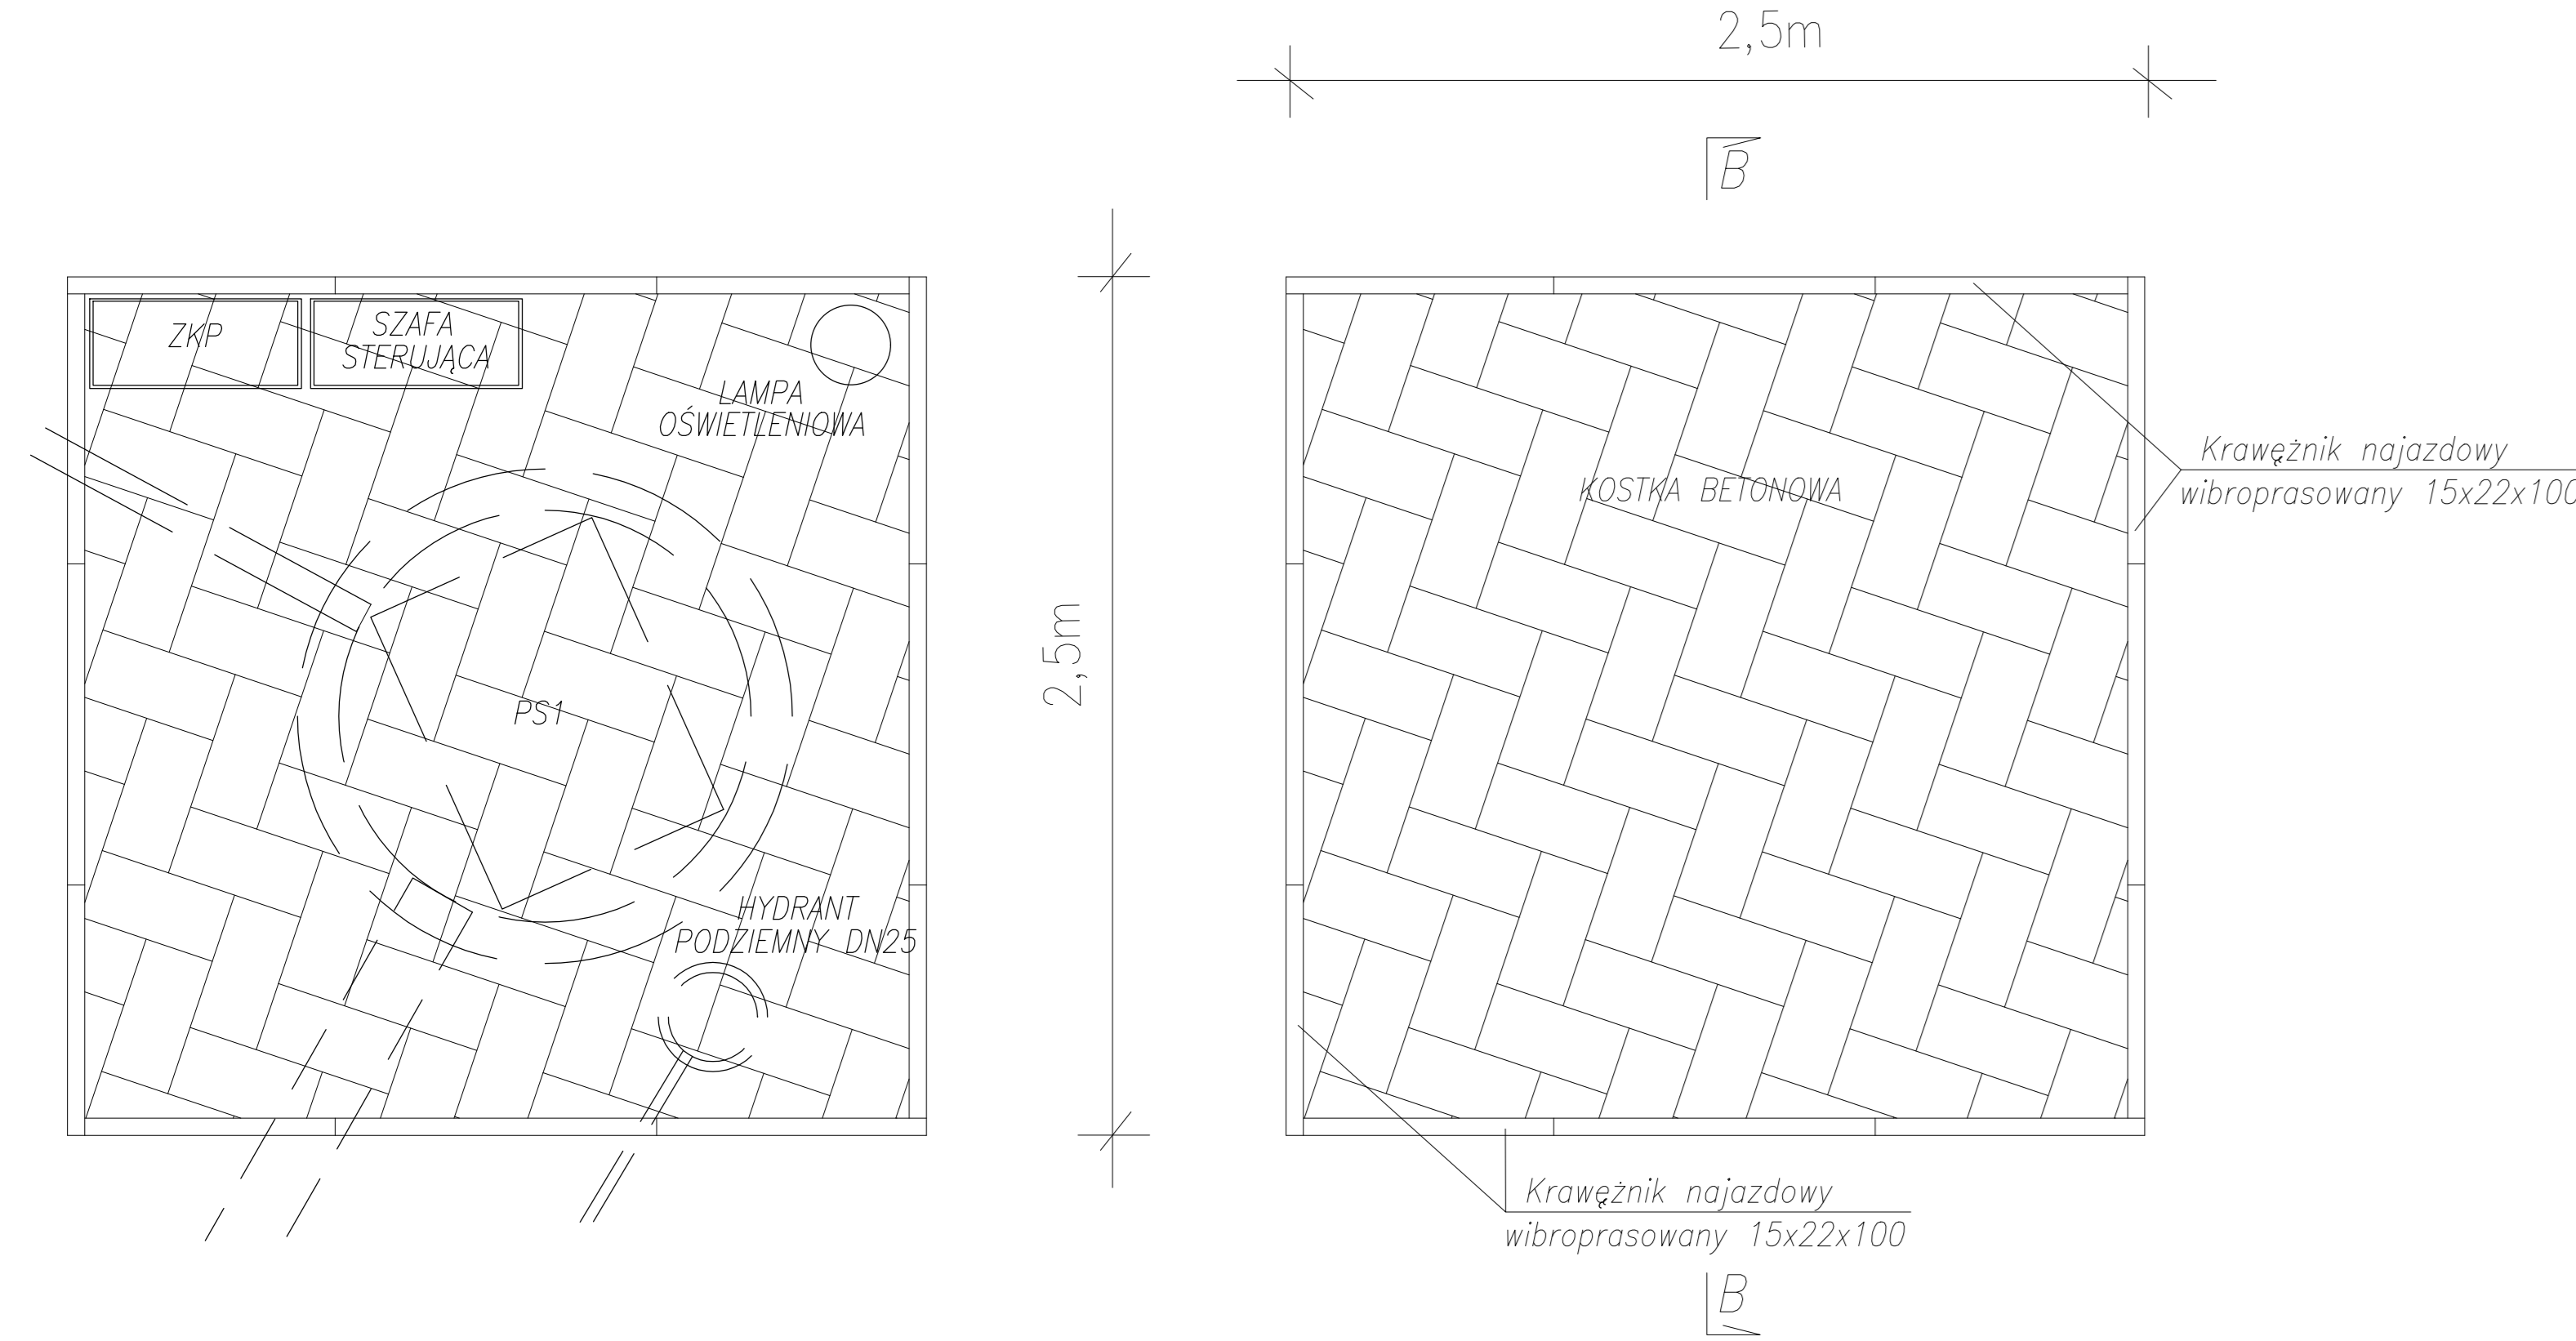 2,5m
B
ZKP
SZAFA
STERUJĄCA
LAMPA
OŚWIETLENIOWA
PS1
HYDRANT
PODZIEMNY DN25
2,5m
KOSTKA BETONOWA
Krawężnik najazdowy
wibroprasowany 15x22x100
Krawężnik najazdowy
wibroprasowany 15x22x100
B